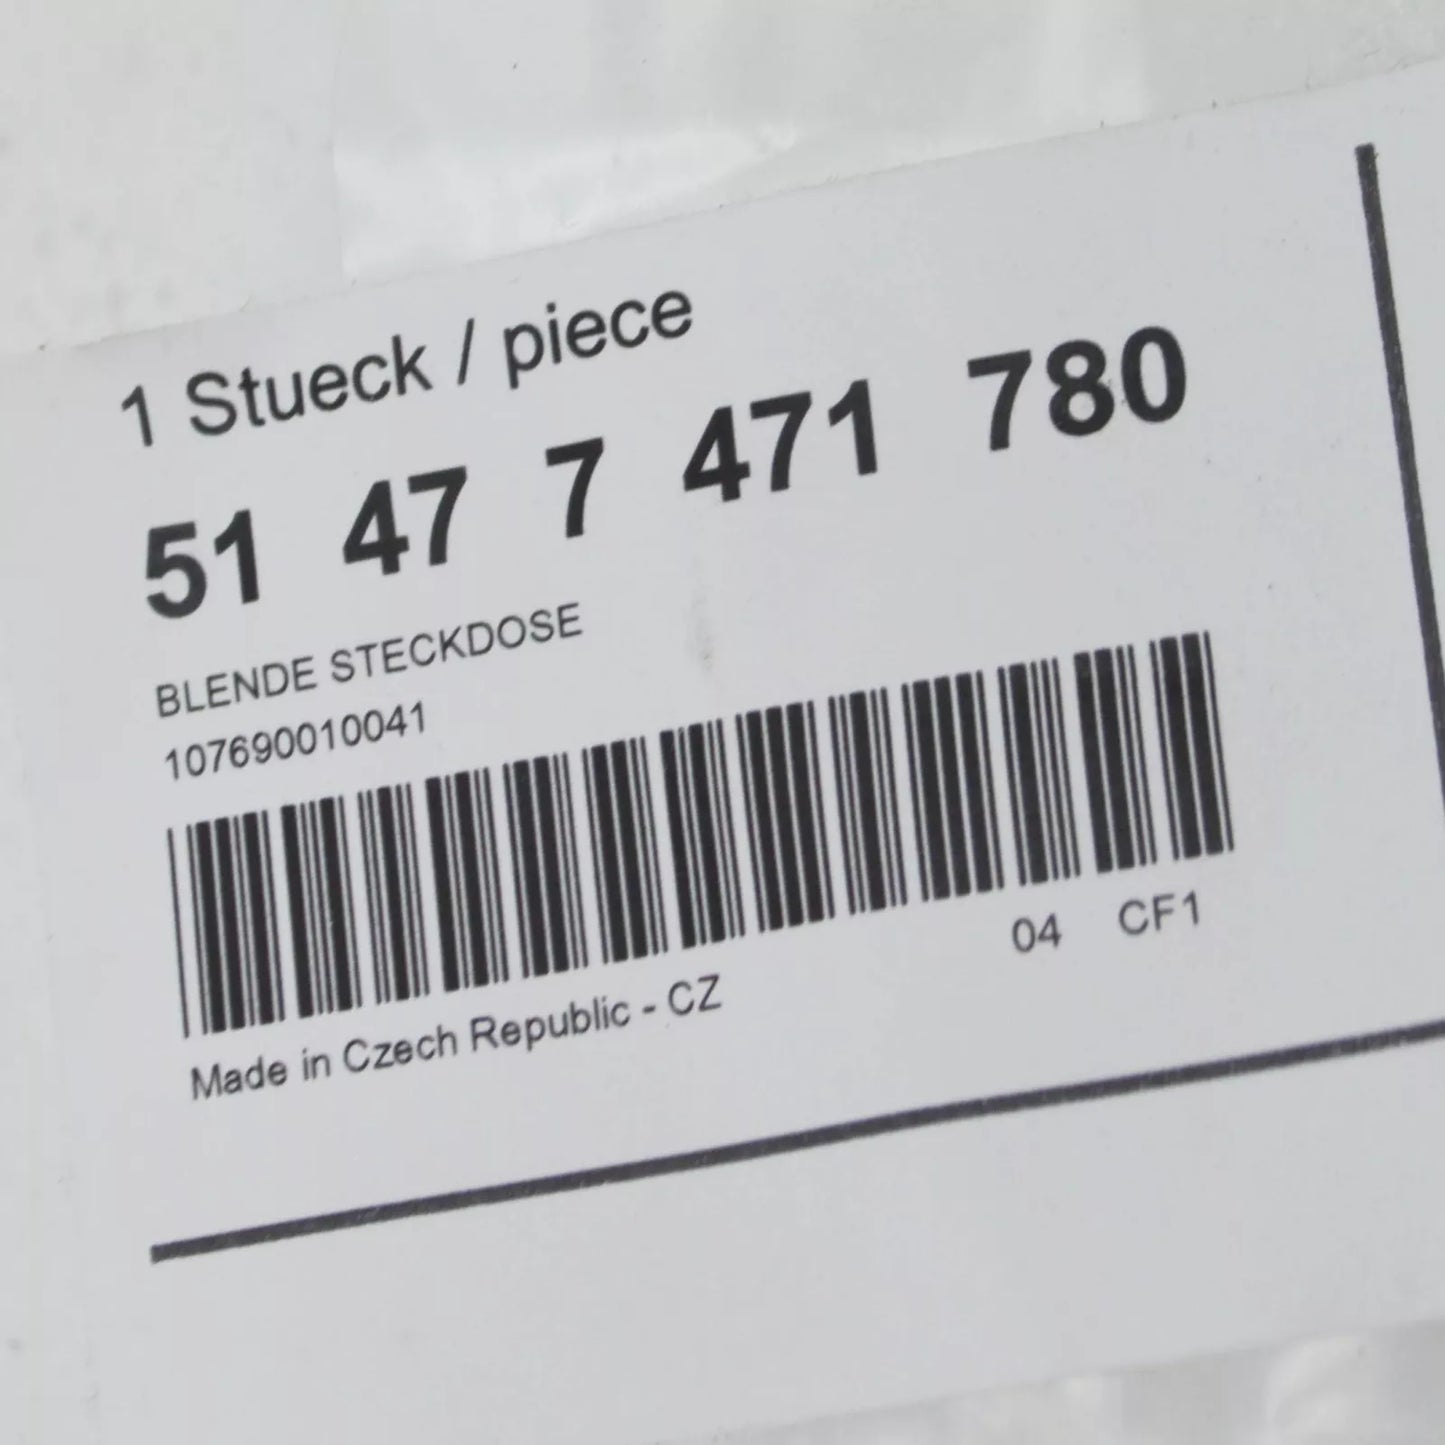 1 Stueck / piece
51 47 7 471 780
BLENDE STECKDOSE
107690010041
04 CF1
Made in Czech Republic - CZ